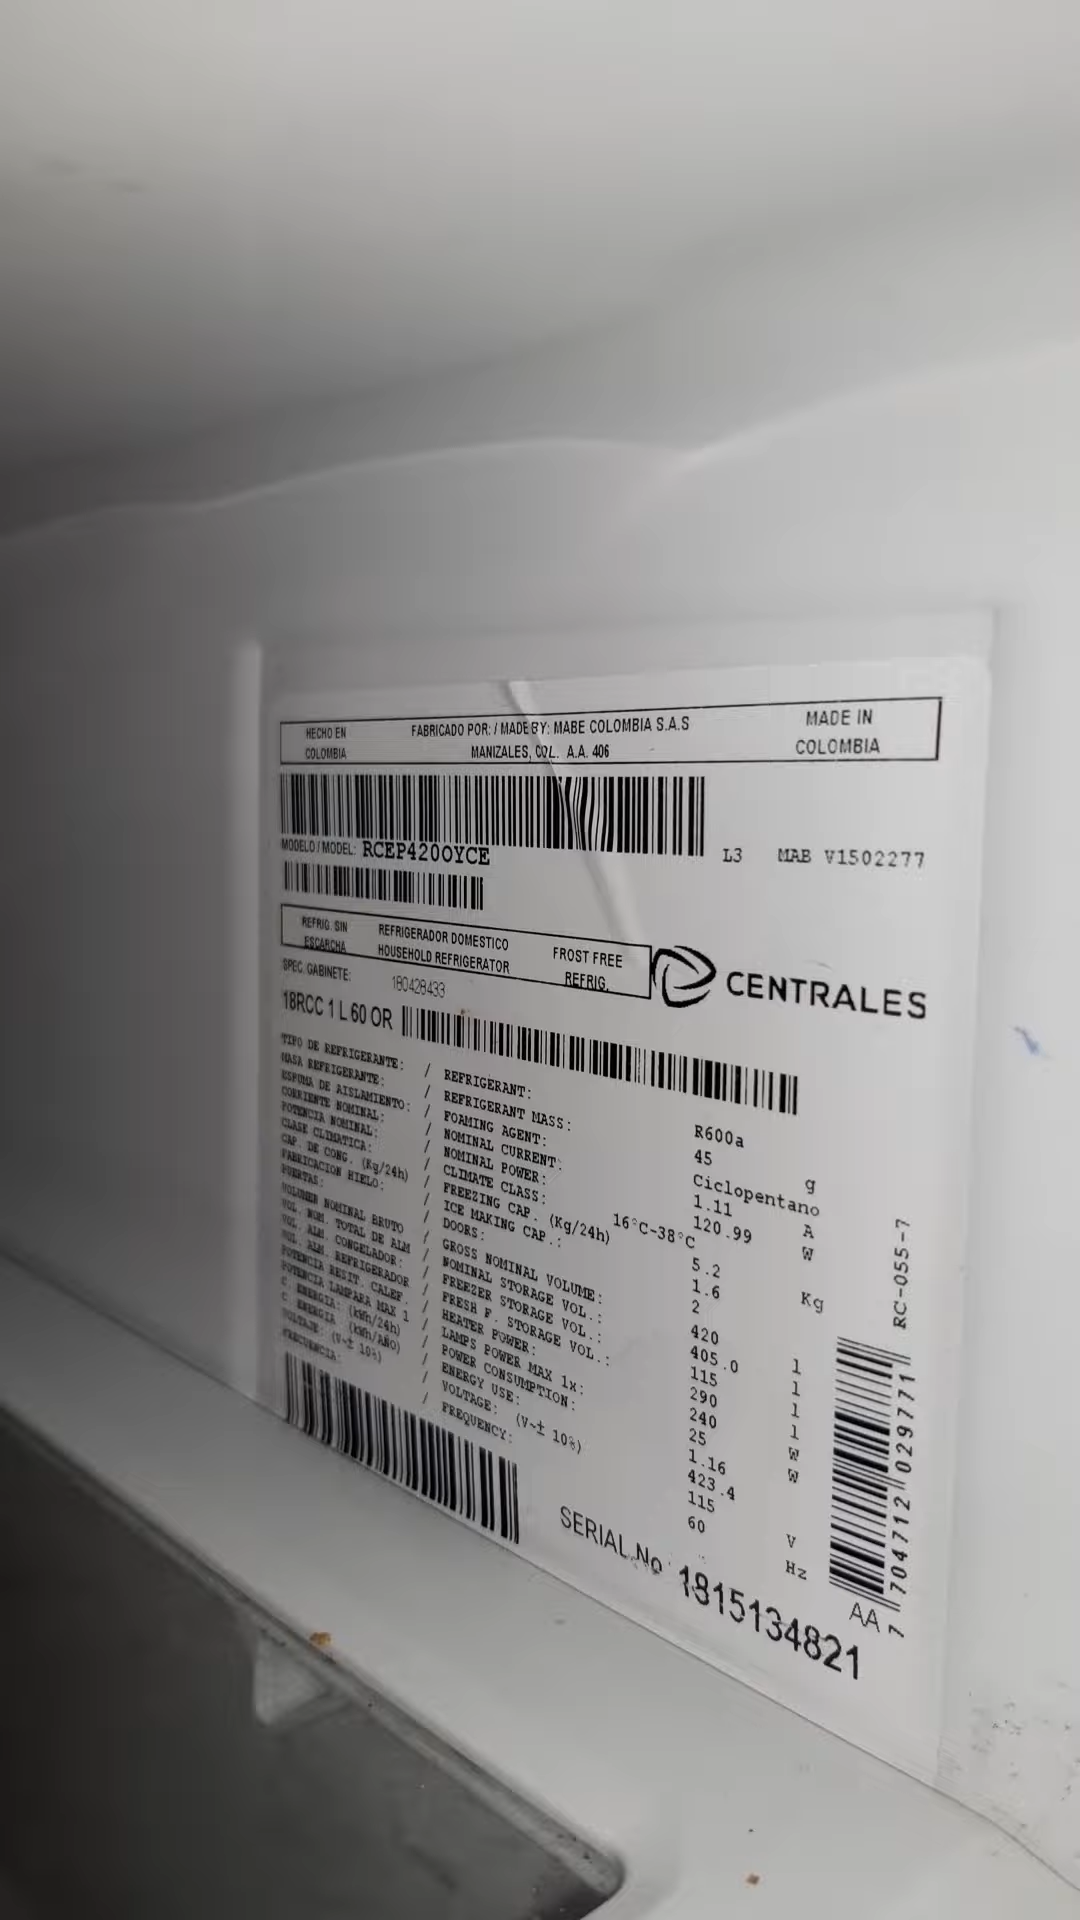 HECHO EN COLOMBIA
FABRICADO POR: / MADE BY: MABE COLOMBIA S.A.S
MANIZALES, COL. A.A. 406
MADE IN COLOMBIA
MODELO / MODEL: RCEP4200YCE
L3 MAB V1502277
REFRIG. SIN ESCARCHA
REFRIGERADOR DOMESTICO
HOUSEHOLD REFRIGERATOR
FROST FREE REFRIG.
CENTRALES
SPEC. GABINETE: 180428433
18RCC 1 L 60 OR
TIPO DE REFRIGERANTE: / REFRIGERANT: R600a
MASA REFRIGERANTE: / REFRIGERANT MASS: 45 g
ESPUMA DE AISLAMIENTO: / FOAMING AGENT: Ciclopentano
CORRIENTE NOMINAL: / NOMINAL CURRENT: 1.11 A
POTENCIA NOMINAL: / NOMINAL POWER: 120.99 W
CLASE CLIMATICA: / CLIMATE CLASS: 16°C-38°C
CAP. DE CONG. (Kg/24h) / FREEZING CAP. (Kg/24h) 5.2
FABRICACION HIELO: / ICE MAKING CAP.: 1.6 Kg
PUERTAS: / DOORS: 2
VOLUMEN NOMINAL BRUTO / GROSS NOMINAL VOLUME: 420 l
VOL. NOM. TOTAL DE ALM / NOMINAL STORAGE VOL.: 405.0 l
VOL. ALM. CONGELADOR: / FREEZER STORAGE VOL.: 115 l
VOL. ALM. REFRIGERADOR / FRESH F. STORAGE VOL.: 290 l
POTENCIA RESIT. CALEF. / HEATER POWER: 240 W
POTENCIA LAMPARA MAX 1 / LAMPS POWER MAX 1x: 25 W
C. ENERGIA: (kWh/24h) / POWER CONSUMPTION: 1.16
C. ENERGIA (kWh/AÑO) / ENERGY USE: 423.4
VOLTAJE: (V~± 10%) / VOLTAGE: (V~± 10%) 115 V
FRECUENCIA: / FREQUENCY: 60 Hz
SERIAL.No 1815134821
RC-055-7
7 704712 029771
AA